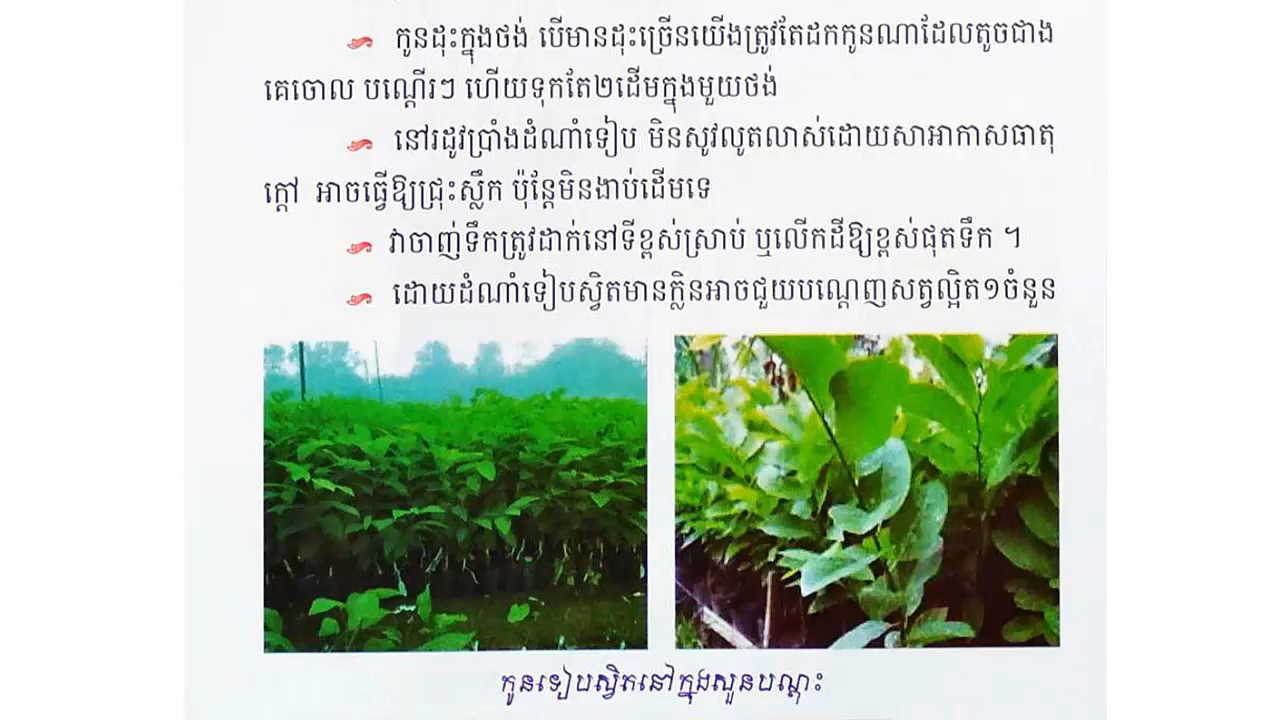 កូនដុះក្នុងថង់ បើមានដុះច្រើនយើងត្រូវតែដកកូនណាដែលតូចជាង
គេចោល បណ្តើរៗ ហើយទុកតែ២ដើមក្នុងមួយថង់
នៅរដូវប្រាំងដំណាំទៀប មិនសូវលូតលាស់ដោយសារអាកាសធាតុ
ក្តៅ អាចធ្វើឱ្យជ្រុះស្លឹក ប៉ុន្តែមិនងាប់ដើមទេ
វាចាញ់ទឹកត្រូវដាក់នៅទីខ្ពស់ស្រាប់ ឬលើកដីឱ្យខ្ពស់ផុតទឹក ។
ដោយដំណាំទៀបស្វិតមានក្លិនអាចជួយបណ្តេញសត្វល្អិត១ចំនួន
កូនទៀបស្វិតនៅក្នុងសួនបណ្តុះ